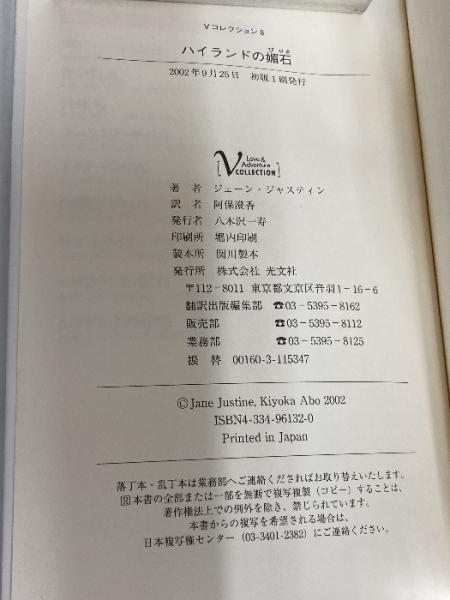 Vコレクション8
ハイランドの媚石
びせき
2002年9月25日 初版1刷発行
V Love & Adventure COLLECTION
著者 ジェーン・ジャスティン
訳者 阿保澄香
発行者 八木沢一寿
印刷所 堀内印刷
製本所 関川製本
発行所 株式会社 光文社
〒112-8011 東京都文京区音羽1-16-6
翻訳出版編集部 ☎03-5395-8162
販売部 ☎03-5395-8112
業務部 ☎03-5395-8125
振替 00160-3-115347
© Jane Justine, Kiyoka Abo 2002
ISBN4-334-96132-0
Printed in Japan
落丁本・乱丁本は業務部へご連絡くださればお取り替えいたします。
R本書の全部または一部を無断で複写複製(コピー)することは、
著作権法上での例外を除き、禁じられています。
本書からの複写を希望される場合は、
日本複写権センター(03-3401-2382)にご連絡ください。